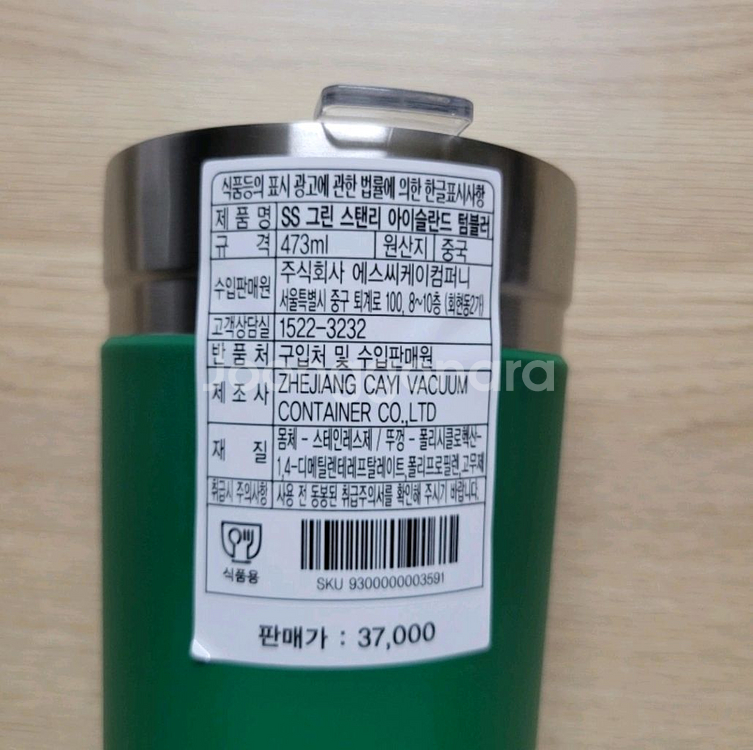 식품등의 표시 광고에 관한 법률에 의한 한글표시사항
제 품 명 SS 그린 스탠리 아이슬란드 텀블러
규 격 473ml 원산지 중국
수입판매원 주식회사 에스씨케이컴퍼니
서울특별시 중구 퇴계로 100, 8~10층 (회현동2가)
고객상담실 1522-3232
반 품 처 구입처 및 수입판매원
제 조 사 ZHEJIANG CAYI VACUUM
CONTAINER CO.,LTD
재 질 몸체 - 스테인레스제 / 뚜껑 - 폴리시클로헥산-
1,4-디메틸렌테레프탈레이트,폴리프로필렌,고무제
취급시 주의사항 사용 전 동봉된 취급주의서를 확인해 주시기 바랍니다.
식품용
SKU 9300000003591
판매가 : 37,000
Joonggonara